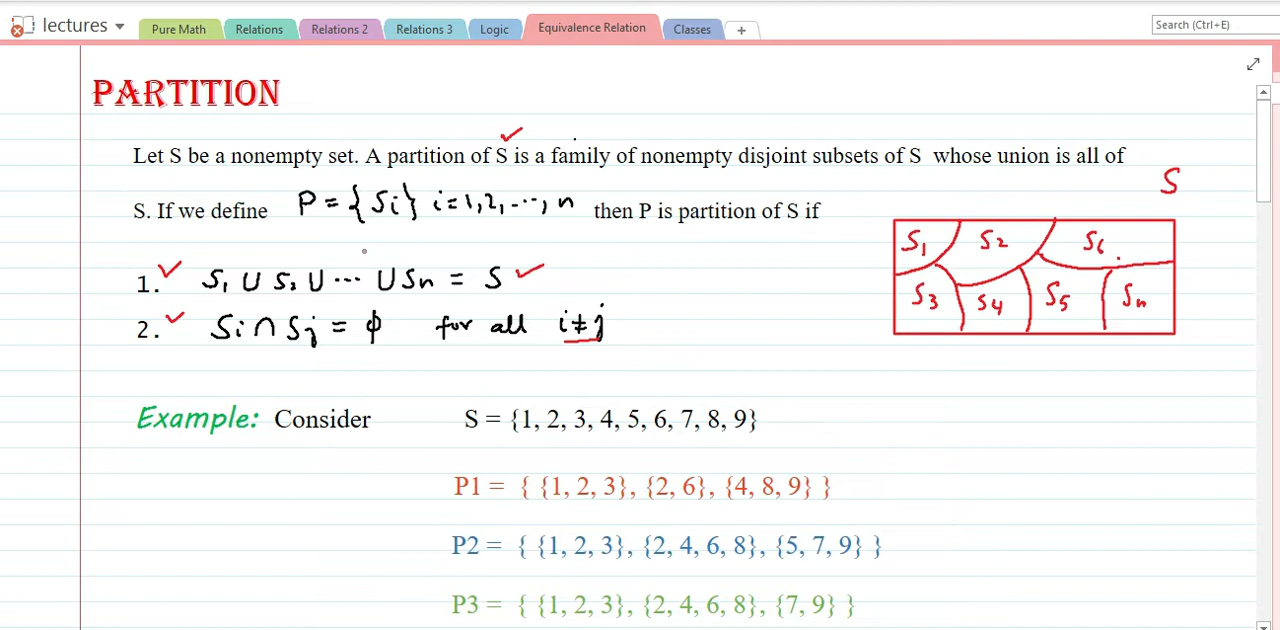 lectures
Pure Math Relations Relations 2 Relations 3 Logic Equivalence Relation Classes +
Search (Ctrl+E)
PARTITION
Let S be a nonempty set. A partition of S is a family of nonempty disjoint subsets of S whose union is all of
S. If we define P = {Si} i=1,2,...,n then P is partition of S if
1. S₁ ∪ S₂ ∪ ... ∪ Sn = S
2. Si ∩ Sj = ϕ for all i≠j
S
S₁ S₂ S₆
S₃ S₄ S₅ Sn
Example: Consider S = {1, 2, 3, 4, 5, 6, 7, 8, 9}
P1 = { {1, 2, 3}, {2, 6}, {4, 8, 9} }
P2 = { {1, 2, 3}, {2, 4, 6, 8}, {5, 7, 9} }
P3 = { {1, 2, 3}, {2, 4, 6, 8}, {7, 9} }